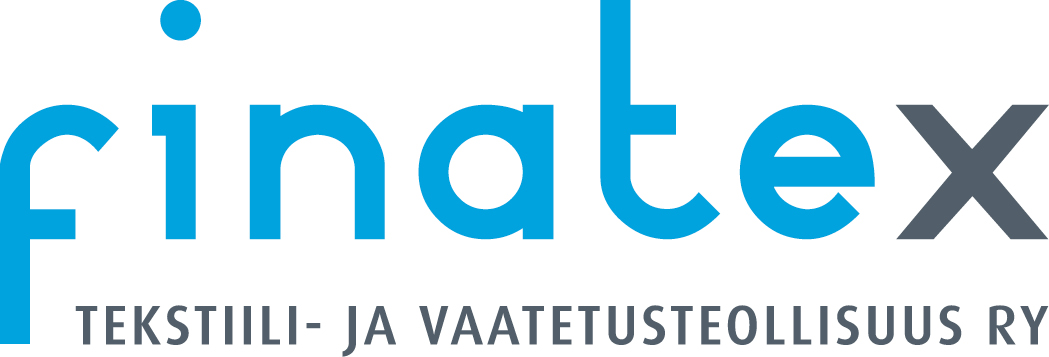 finatex
TEKSTIILI- JA VAATETUSTEOLLISUUS RY